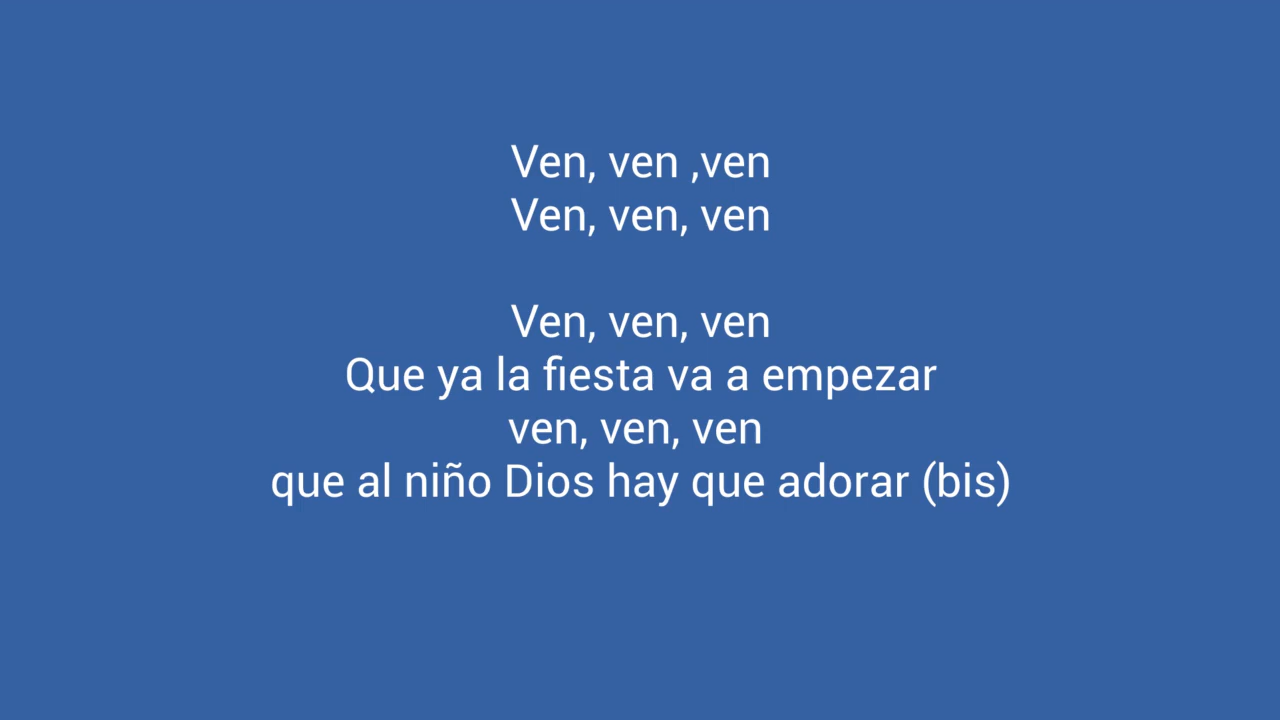 Ven, ven ,ven
Ven, ven, ven
Ven, ven, ven
Que ya la fiesta va a empezar
ven, ven, ven
que al niño Dios hay que adorar (bis)